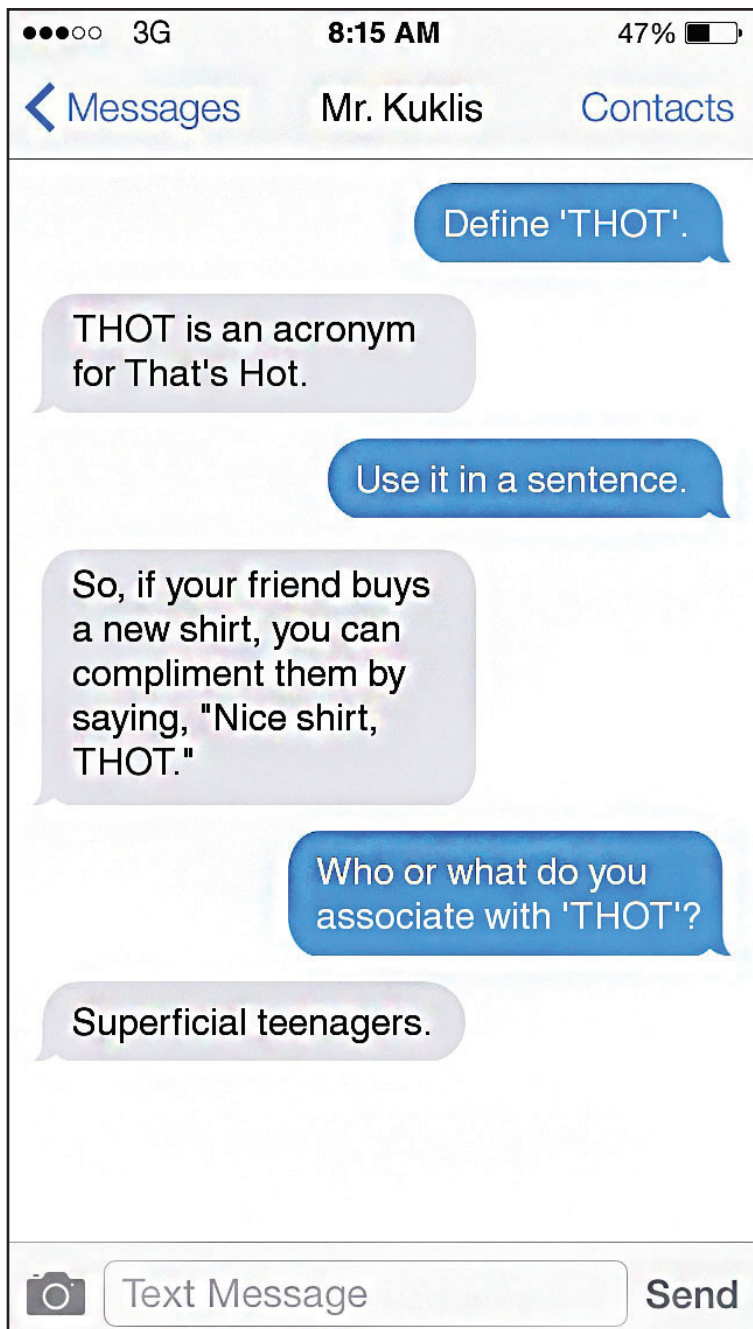 3G 8:15 AM 47%
Messages Mr. Kuklis Contacts
Define 'THOT'.
THOT is an acronym
for That's Hot.
Use it in a sentence.
So, if your friend buys
a new shirt, you can
compliment them by
saying, "Nice shirt,
THOT."
Who or what do you
associate with 'THOT'?
Superficial teenagers.
Text Message Send